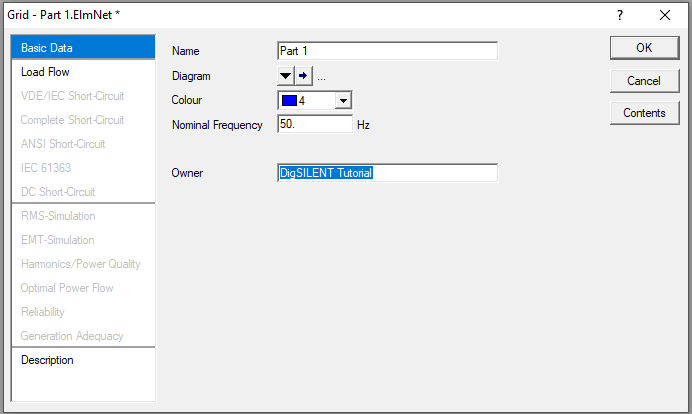 Grid - Part 1.ElmNet *
?
Basic Data
Load Flow
VDE/IEC Short-Circuit
Complete Short-Circuit
ANSI Short-Circuit
IEC 61363
DC Short-Circuit
RMS-Simulation
EMT-Simulation
Harmonics/Power Quality
Optimal Power Flow
Reliability
Generation Adequacy
Description
Name Part 1
Diagram ...
Colour 4
Nominal Frequency 50. Hz
Owner DigSILENT Tutorial
OK
Cancel
Contents